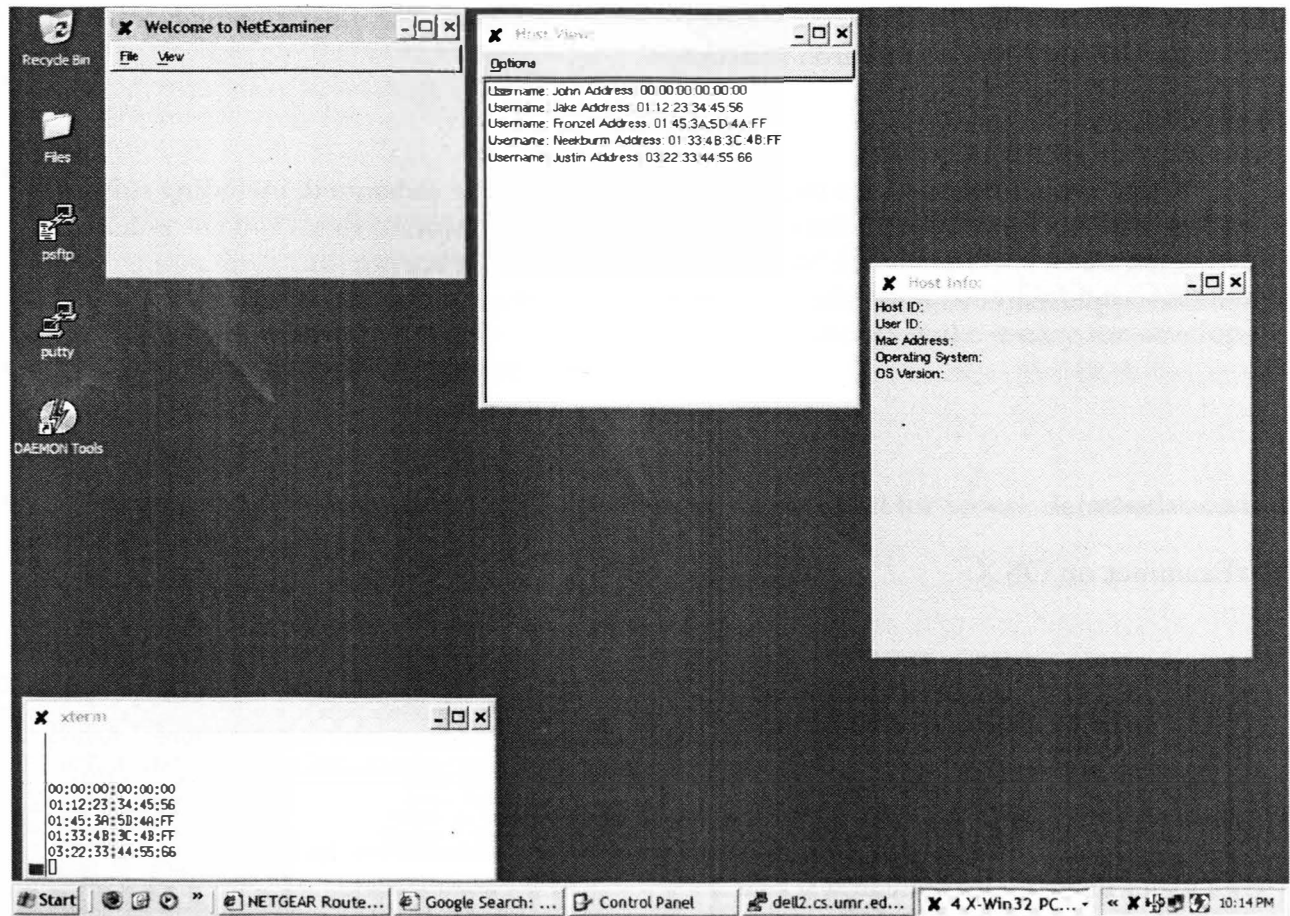 Recycle Bin
Files
psftp
putty
DAEMON Tools
Welcome to NetExaminer
File View
Host View:
Options
Username: John Address: 00:00:00:00:00:00
Username: Jake Address: 01:12:23:34:45:56
Username: Fronzel Address: 01:45:3A:5D:4A:FF
Username: Neekburm Address: 01:33:4B:3C:4B:FF
Username: Justin Address: 03:22:33:44:55:66
Host Info:
Host ID:
User ID:
Mac Address:
Operating System:
OS Version:
xterm
00:00:00:00:00:00
01:12:23:34:45:56
01:45:3A:5D:4A:FF
01:33:4B:3C:4B:FF
03:22:33:44:55:66
Start » NETGEAR Route... Google Search: ... Control Panel dell2.cs.umr.ed... 4 X-Win32 PC... « 10:14 PM